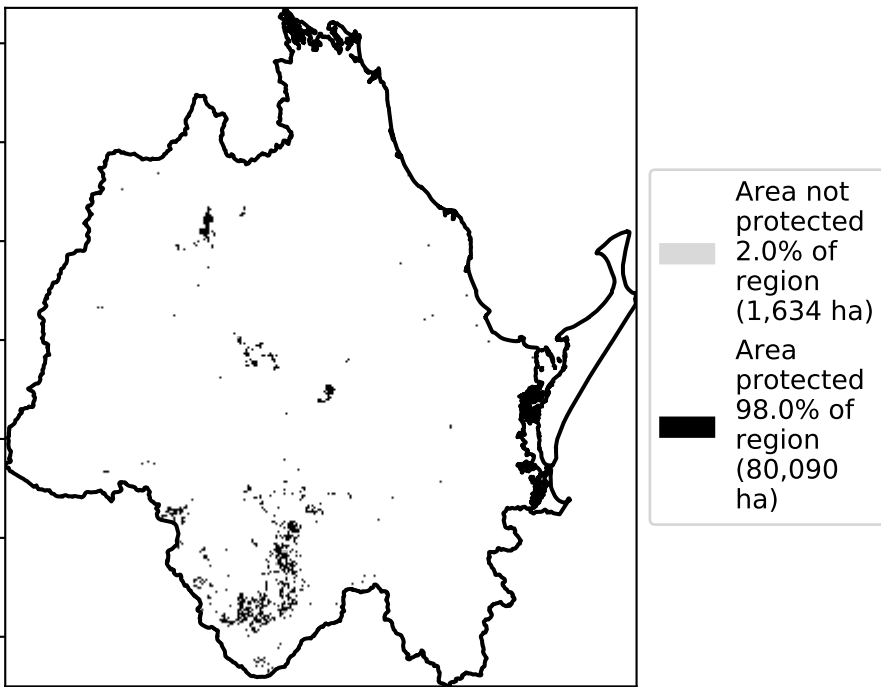 Area not
protected
2.0% of
region
(1,634 ha)
Area
protected
98.0% of
region
(80,090
ha)